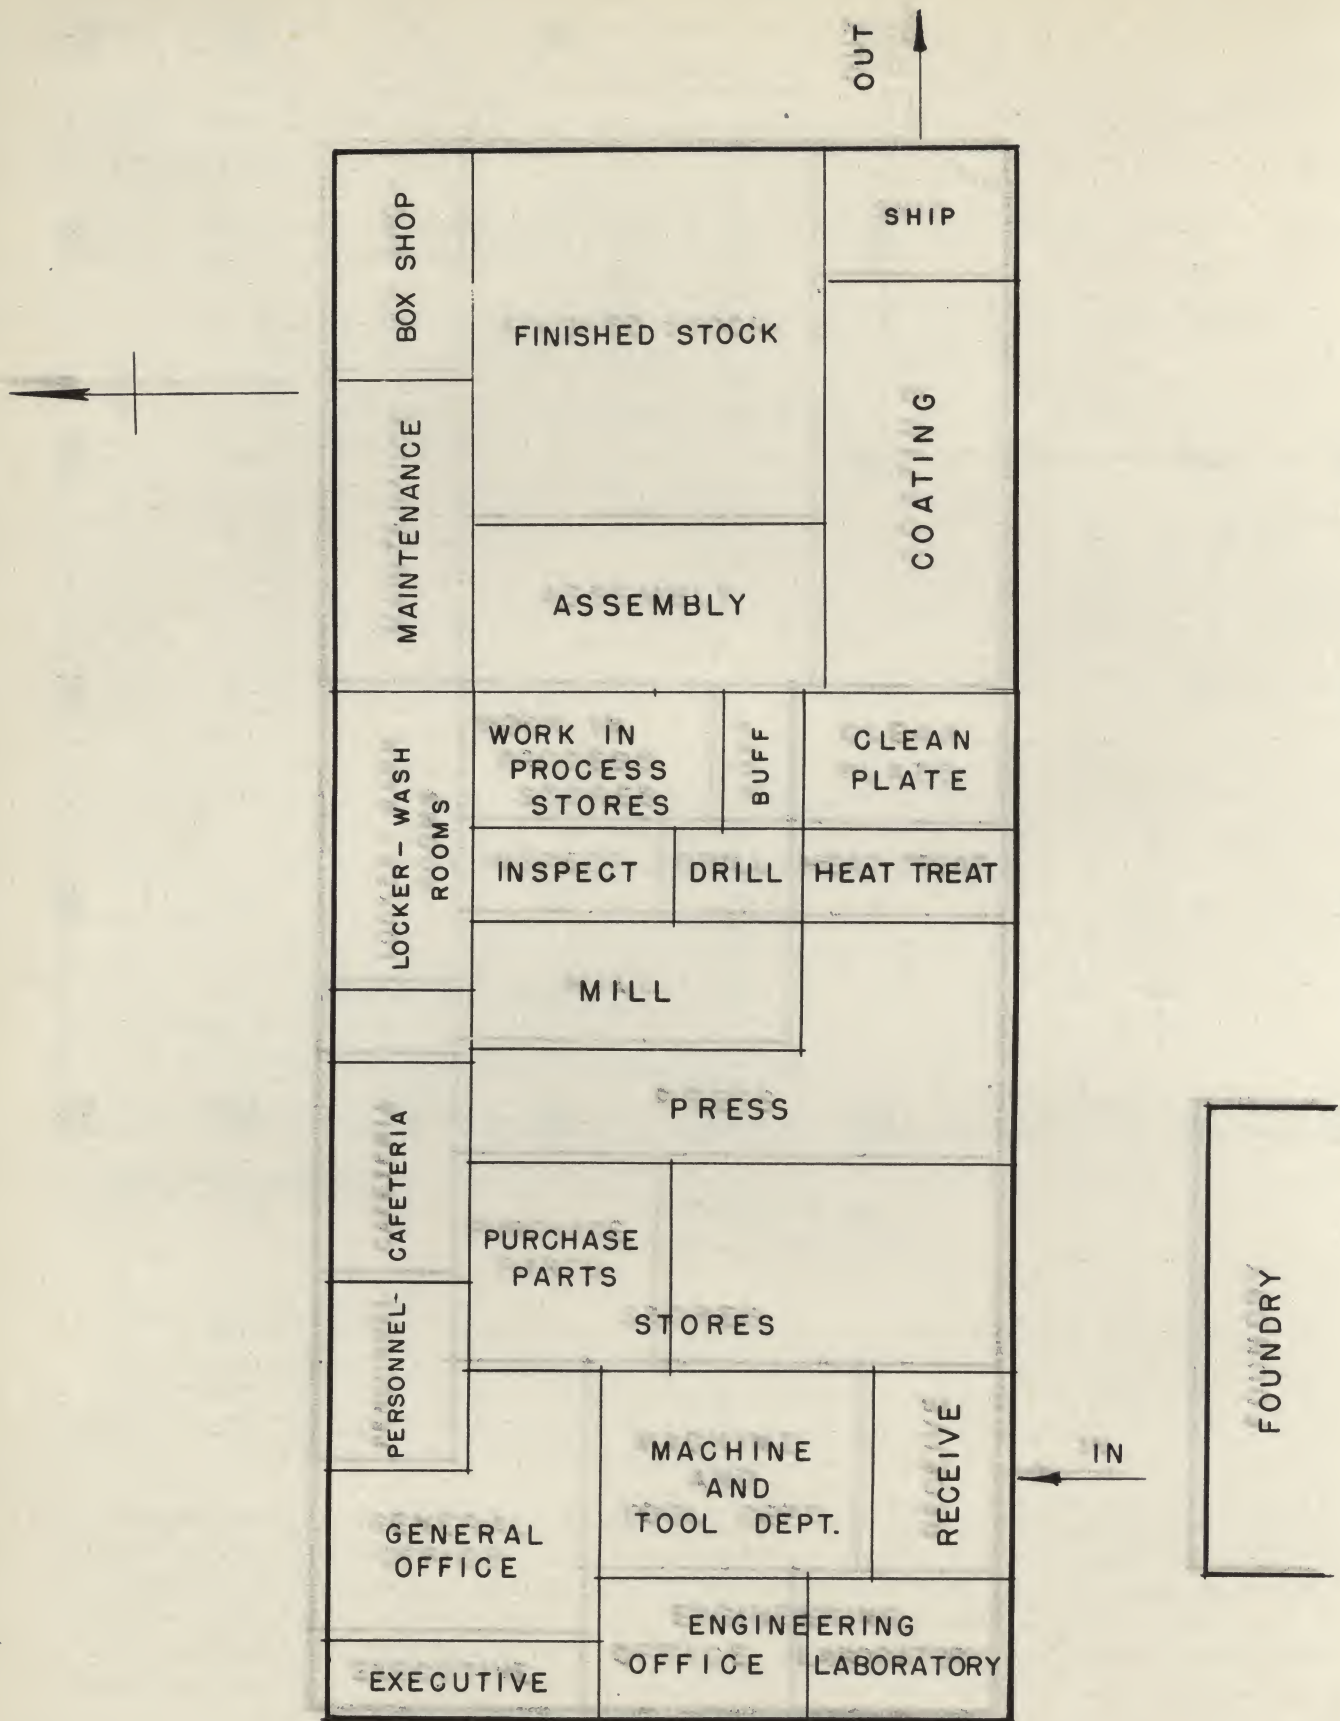 OUT
BOX SHOP
SHIP
FINISHED STOCK
MAINTENANCE
COATING
ASSEMBLY
LOCKER - WASH
ROOMS
WORK IN
PROCESS
STORES
BUFF
CLEAN
PLATE
INSPECT
DRILL
HEAT TREAT
MILL
PRESS
CAFETERIA
PURCHASE
PARTS
STORES
PERSONNEL-
FOUNDRY
MACHINE
AND
TOOL DEPT.
RECEIVE
IN
GENERAL
OFFICE
ENGINEERING
OFFICE
LABORATORY
EXECUTIVE